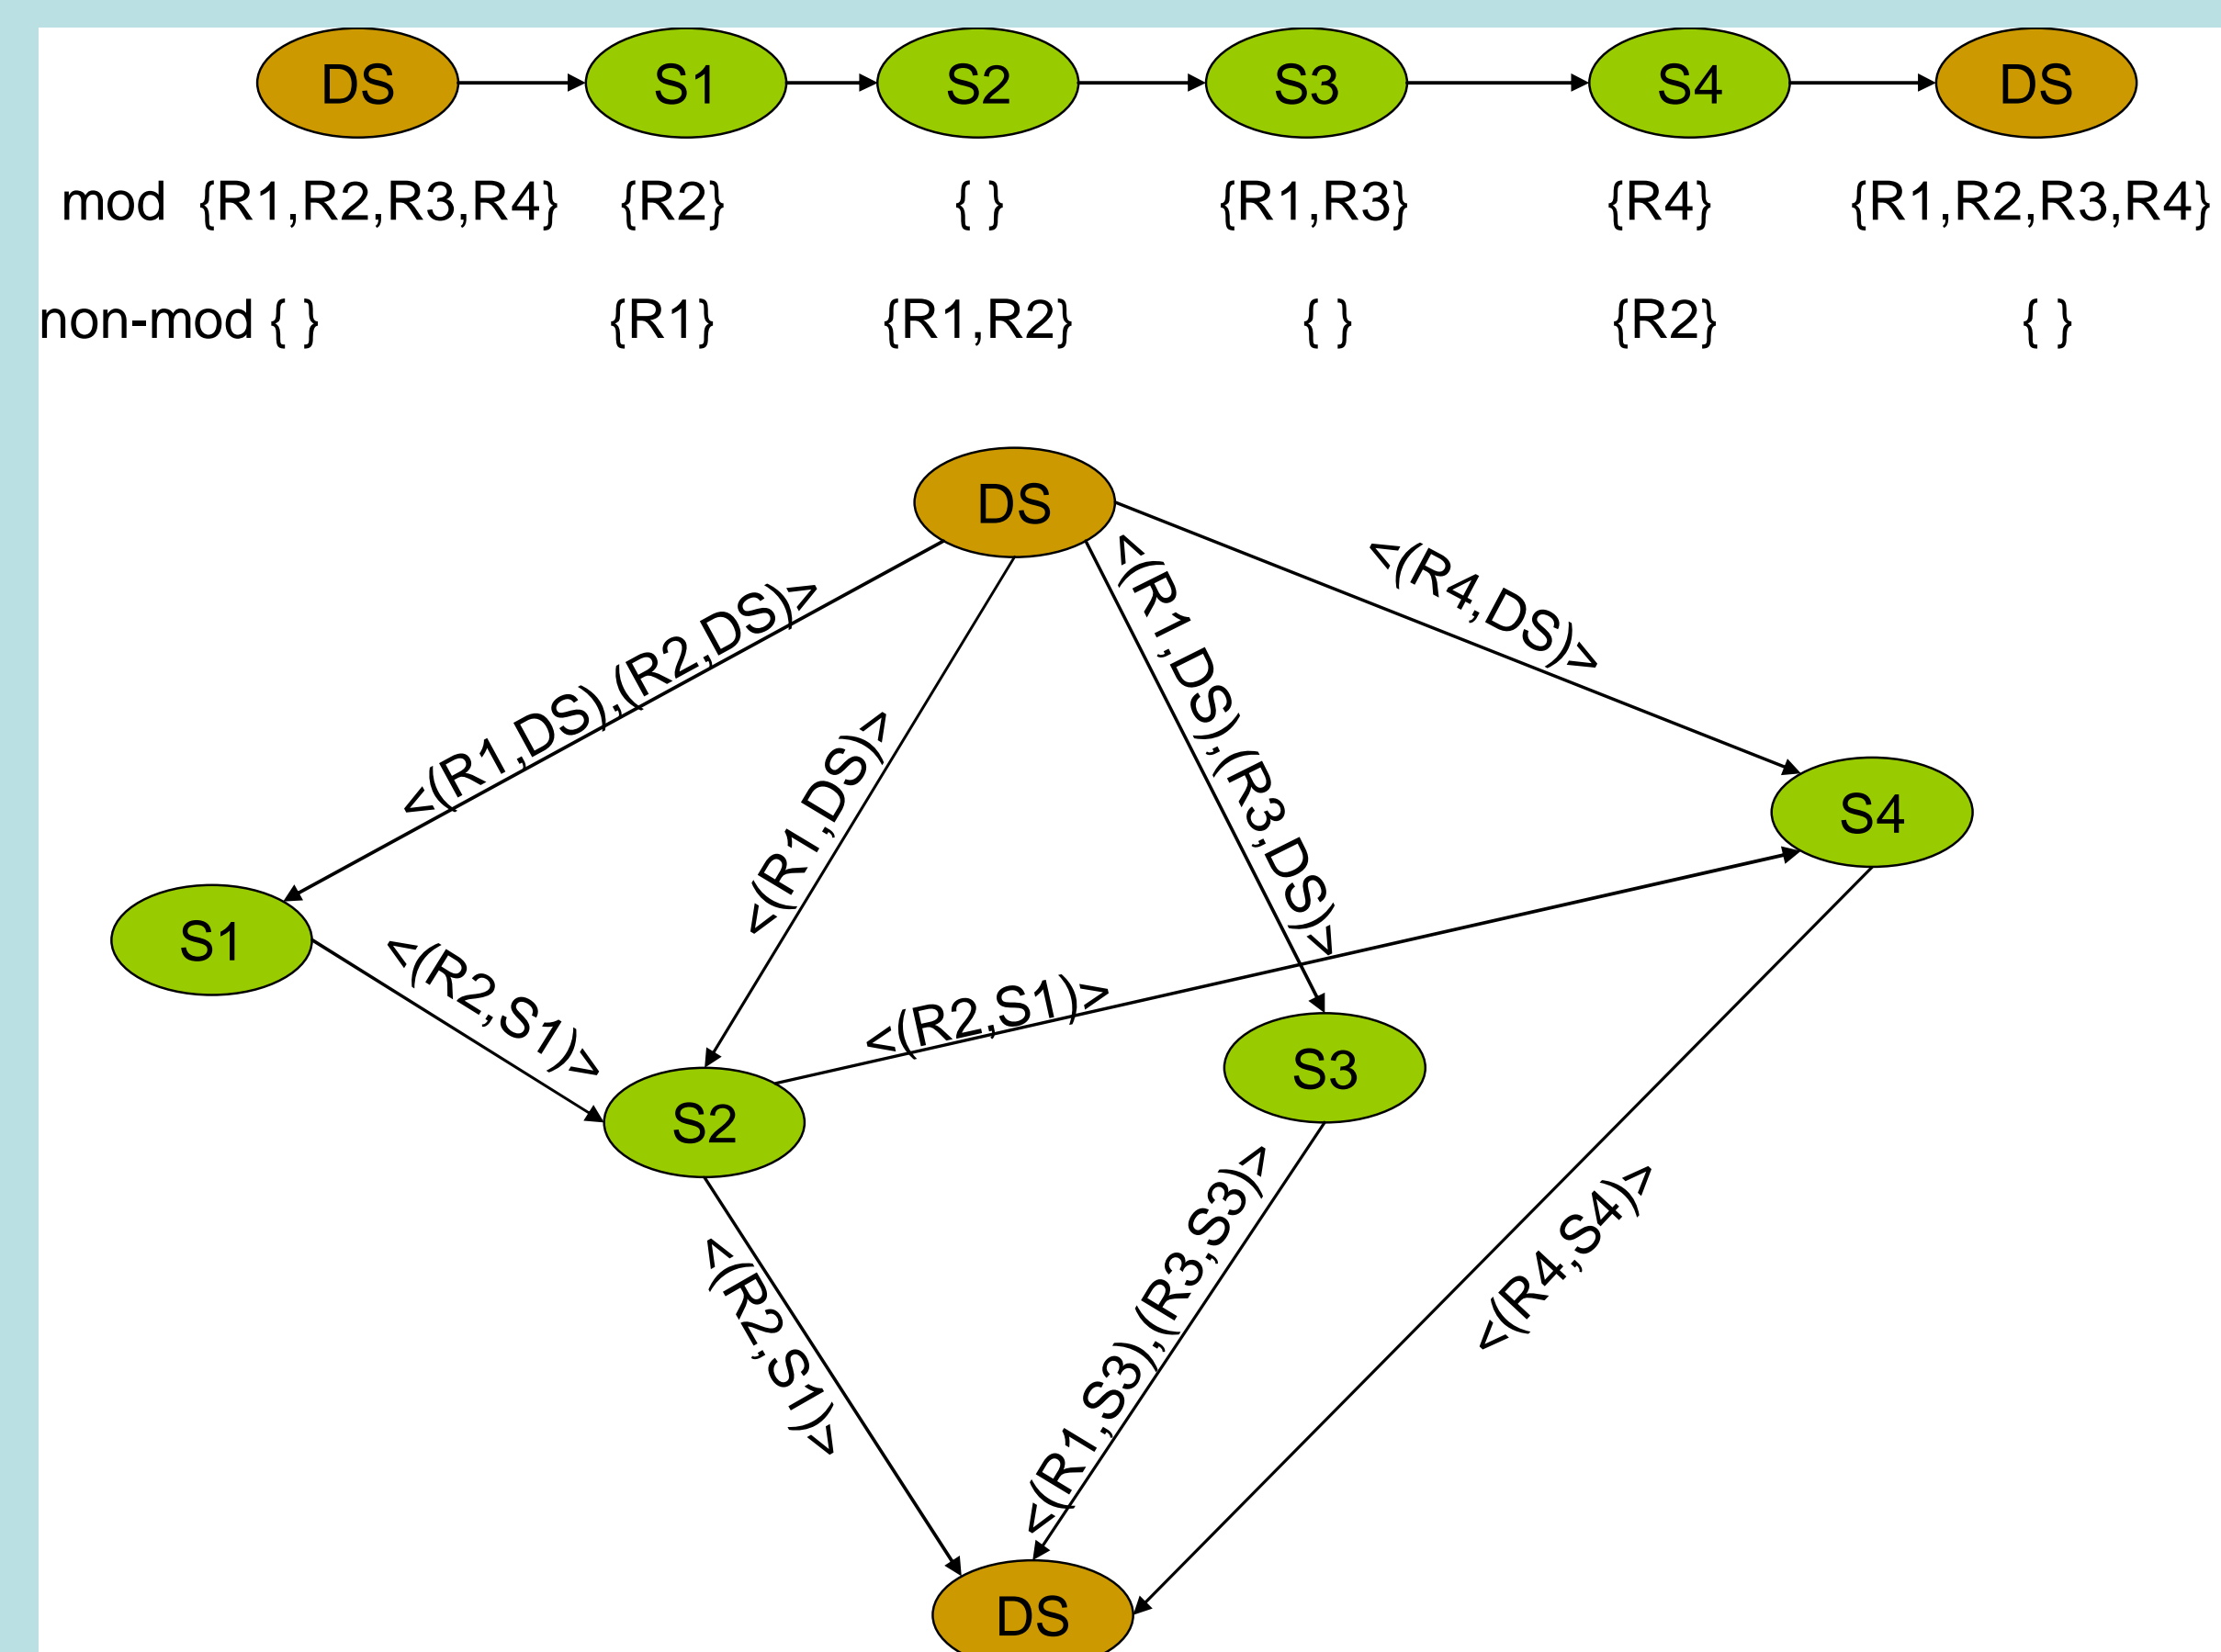 DS S1 S2 S3 S4 DS
mod {R1,R2,R3,R4} {R2} { } {R1,R3} {R4} {R1,R2,R3,R4}
non-mod { } {R1} {R1,R2} { } {R2} { }
DS
<(R1,DS),(R2,DS)>
<(R1,DS)>
<(R1,DS),(R3,DS)>
<(R4,DS)>
S4
S1
<(R2,S1)>
<(R2,S1)>
S3
S2
<(R2,S1)>
<(R1,S3),(R3,S3)>
<(R4,S4)>
DS